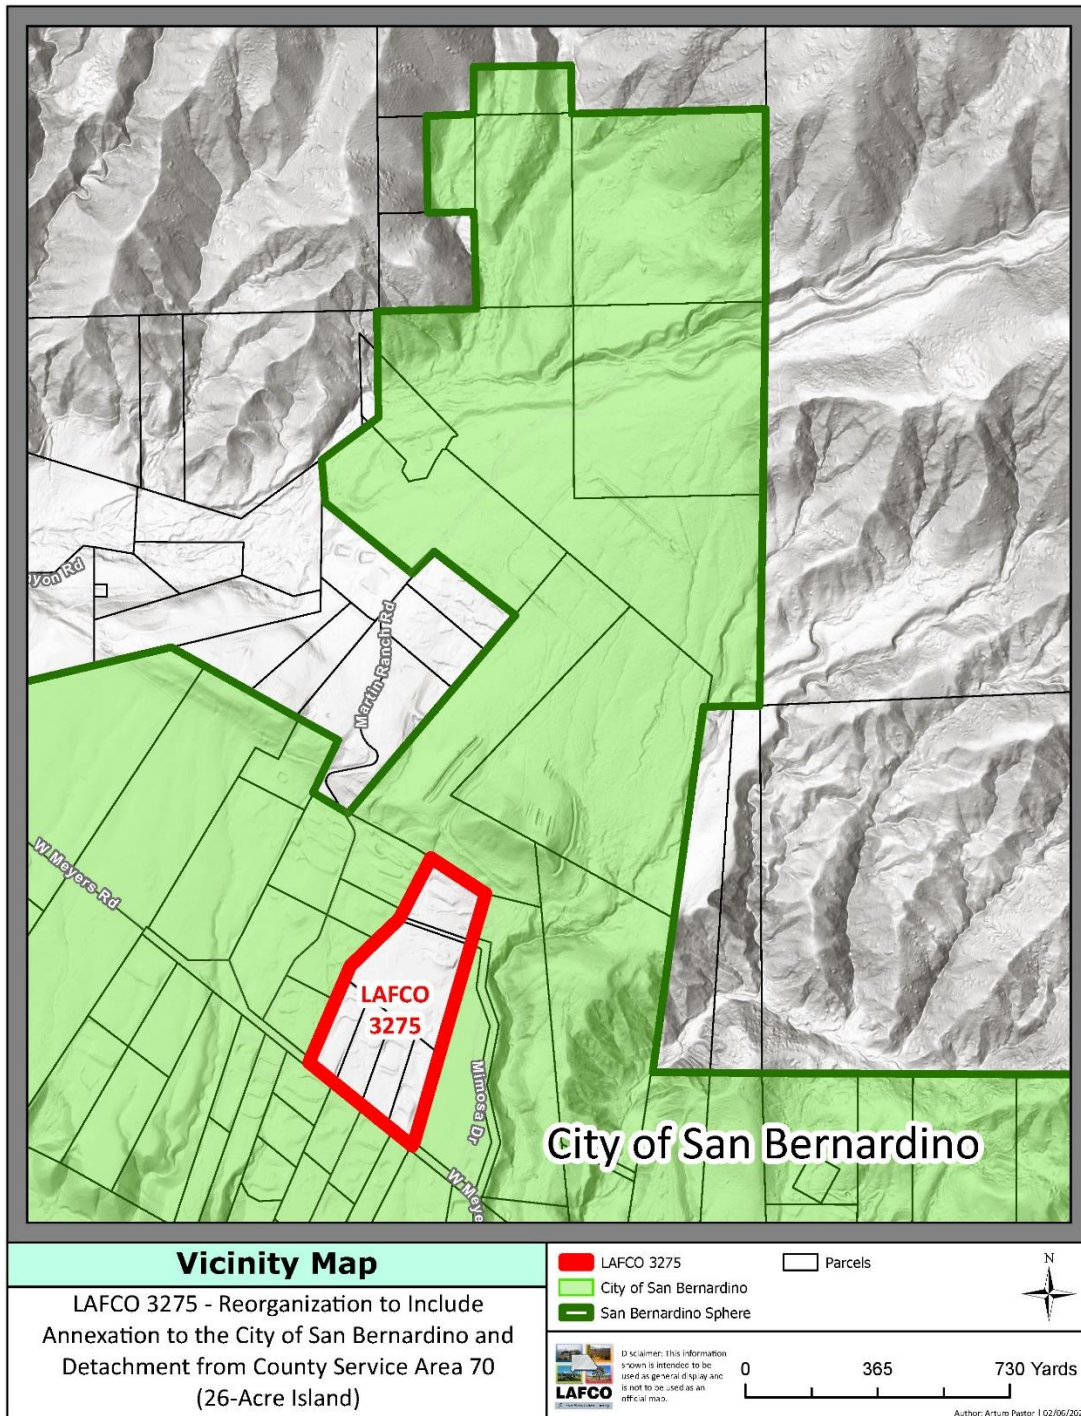 yon Rd
Martin Ranch Rd
W Meyers Rd
LAFCO
3275
Mimosa Dr
City of San Bernardino
W Meye
Vicinity Map
LAFCO 3275 - Reorganization to Include
Annexation to the City of San Bernardino and
Detachment from County Service Area 70
(26-Acre Island)
LAFCO 3275
Parcels
City of San Bernardino
San Bernardino Sphere
N
LAFCO
Disclaimer: This information
shown is intended to be
used as general display and
is not to be used as an
official map.
0 365 730 Yards
Author: Arturo Pastor | 02/06/202